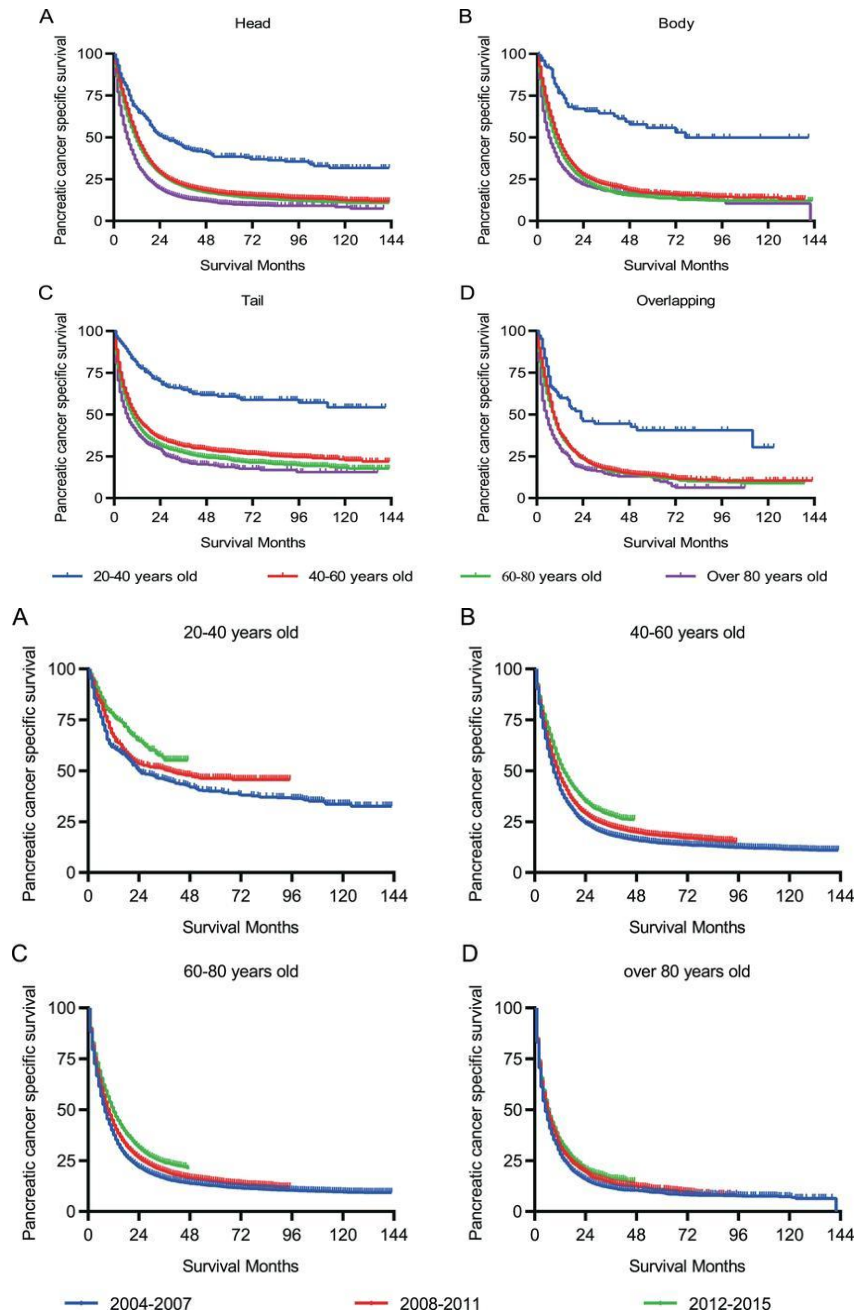 A
Head
Pancreatic cancer specific survival
100
75
50
25
0
0 24 48 72 96 120 144
Survival Months
B
Body
Pancreatic cancer specific survival
100
75
50
25
0
0 24 48 72 96 120 144
Survival Months
C
Tail
Pancreatic cancer specific survival
100
75
50
25
0
0 24 48 72 96 120 144
Survival Months
D
Overlapping
Pancreatic cancer specific survival
100
75
50
25
0
0 24 48 72 96 120 144
Survival Months
20-40 years old 40-60 years old 60-80 years old Over 80 years old
A
20-40 years old
Pancreatic cancer specific survival
100
75
50
25
0
0 24 48 72 96 120 144
Survival Months
B
40-60 years old
Pancreatic cancer specific survival
100
75
50
25
0
0 24 48 72 96 120 144
Survival Months
C
60-80 years old
Pancreatic cancer specific survival
100
75
50
25
0
0 24 48 72 96 120 144
Survival Months
D
over 80 years old
Pancreatic cancer specific survival
100
75
50
25
0
0 24 48 72 96 120 144
Survival Months
2004-2007 2008-2011 2012-2015